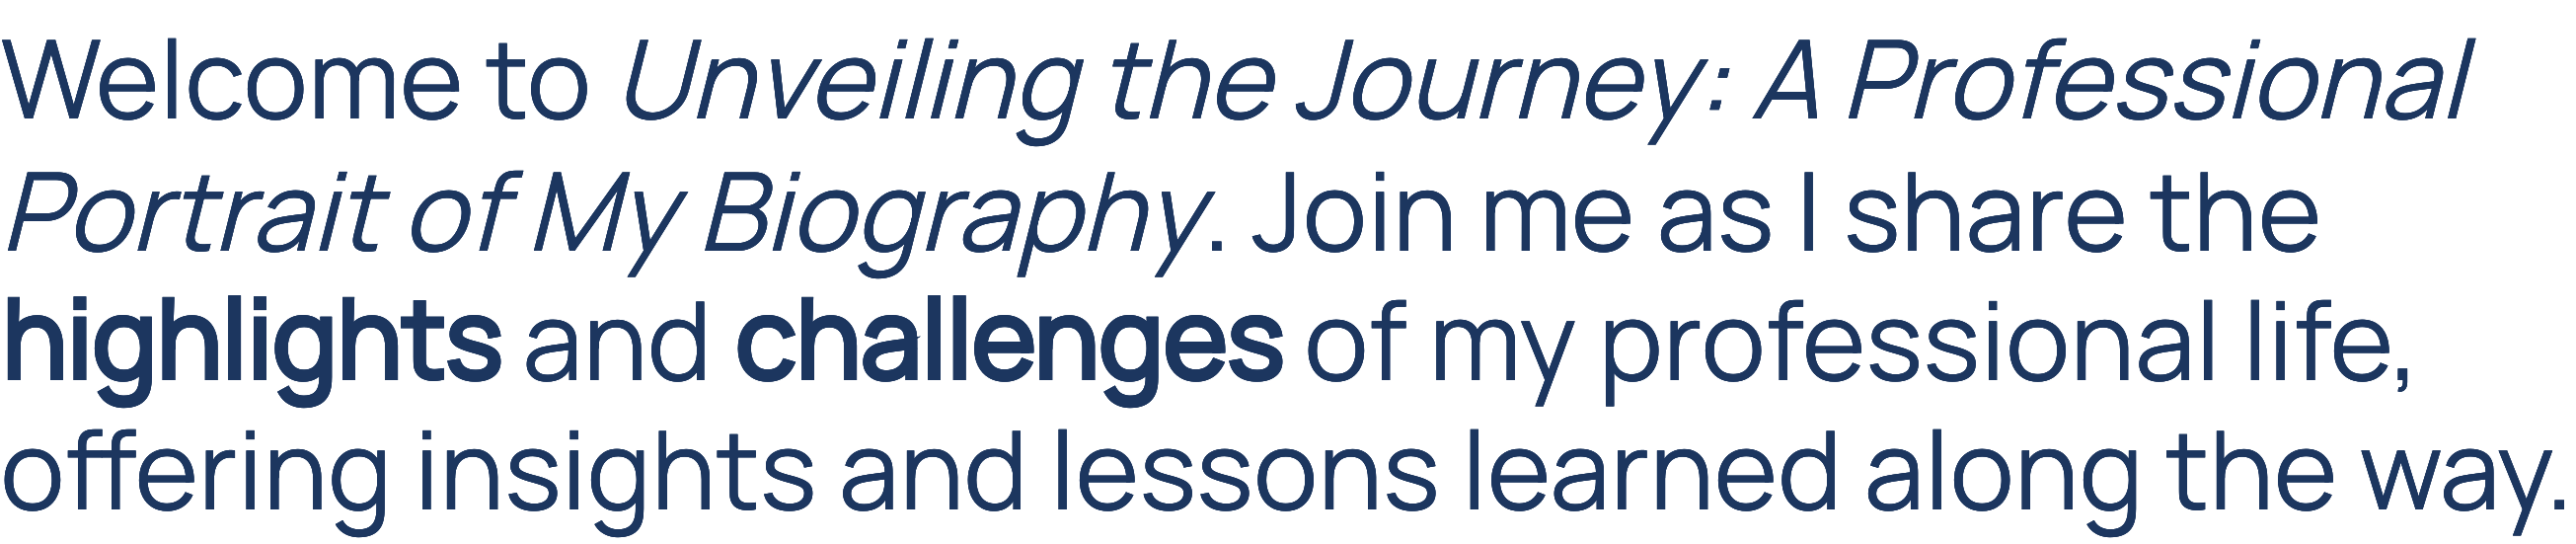 Welcome to Unveiling the Journey: A Professional
Portrait of My Biography. Join me as I share the
highlights and challenges of my professional life,
offering insights and lessons learned along the way.